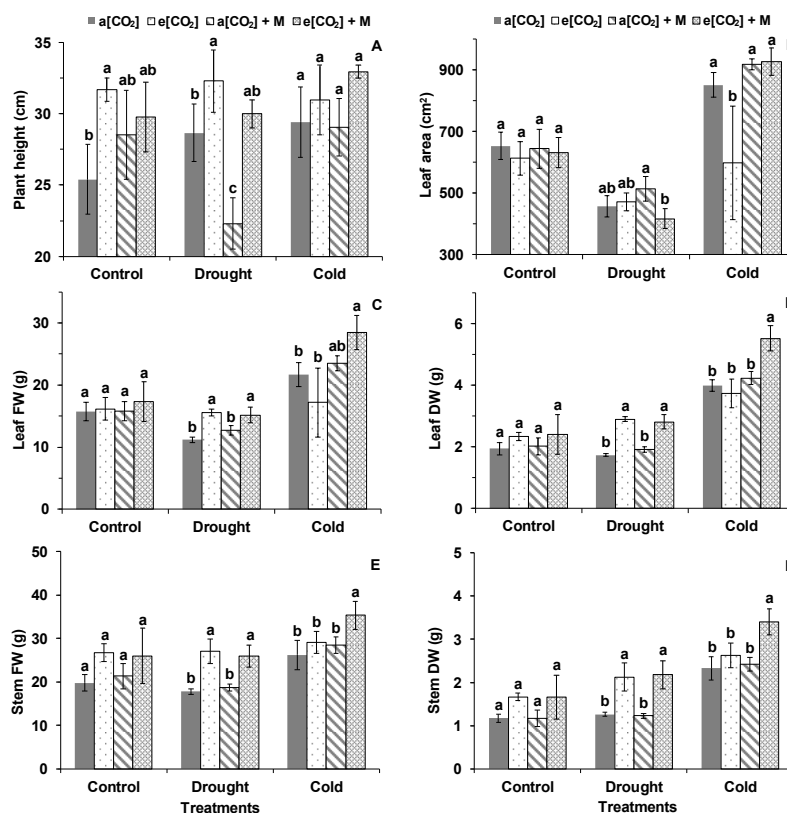 a[CO₂] e[CO₂] a[CO₂] + M e[CO₂] + M
A
Plant height (cm)
35
30
25
20
b a ab ab
b a c ab
a a a a
Control Drought Cold
a[CO₂] e[CO₂] a[CO₂] + M e[CO₂] + M
Leaf area (cm²)
900
700
500
300
a a a a
ab ab a b
a b a a
Control Drought Cold
C
Leaf FW (g)
30
20
10
0
a a a a
b a b a
b b ab a
Control Drought Cold
Leaf DW (g)
6
4
2
0
a a a a
b a b a
b b b a
Control Drought Cold
E
Stem FW (g)
50
40
30
20
10
0
a a a a
b a b a
b b b a
Control Drought Cold
Treatments
Stem DW (g)
5
4
3
2
1
0
a a a a
b a b a
b b b a
Control Drought Cold
Treatments